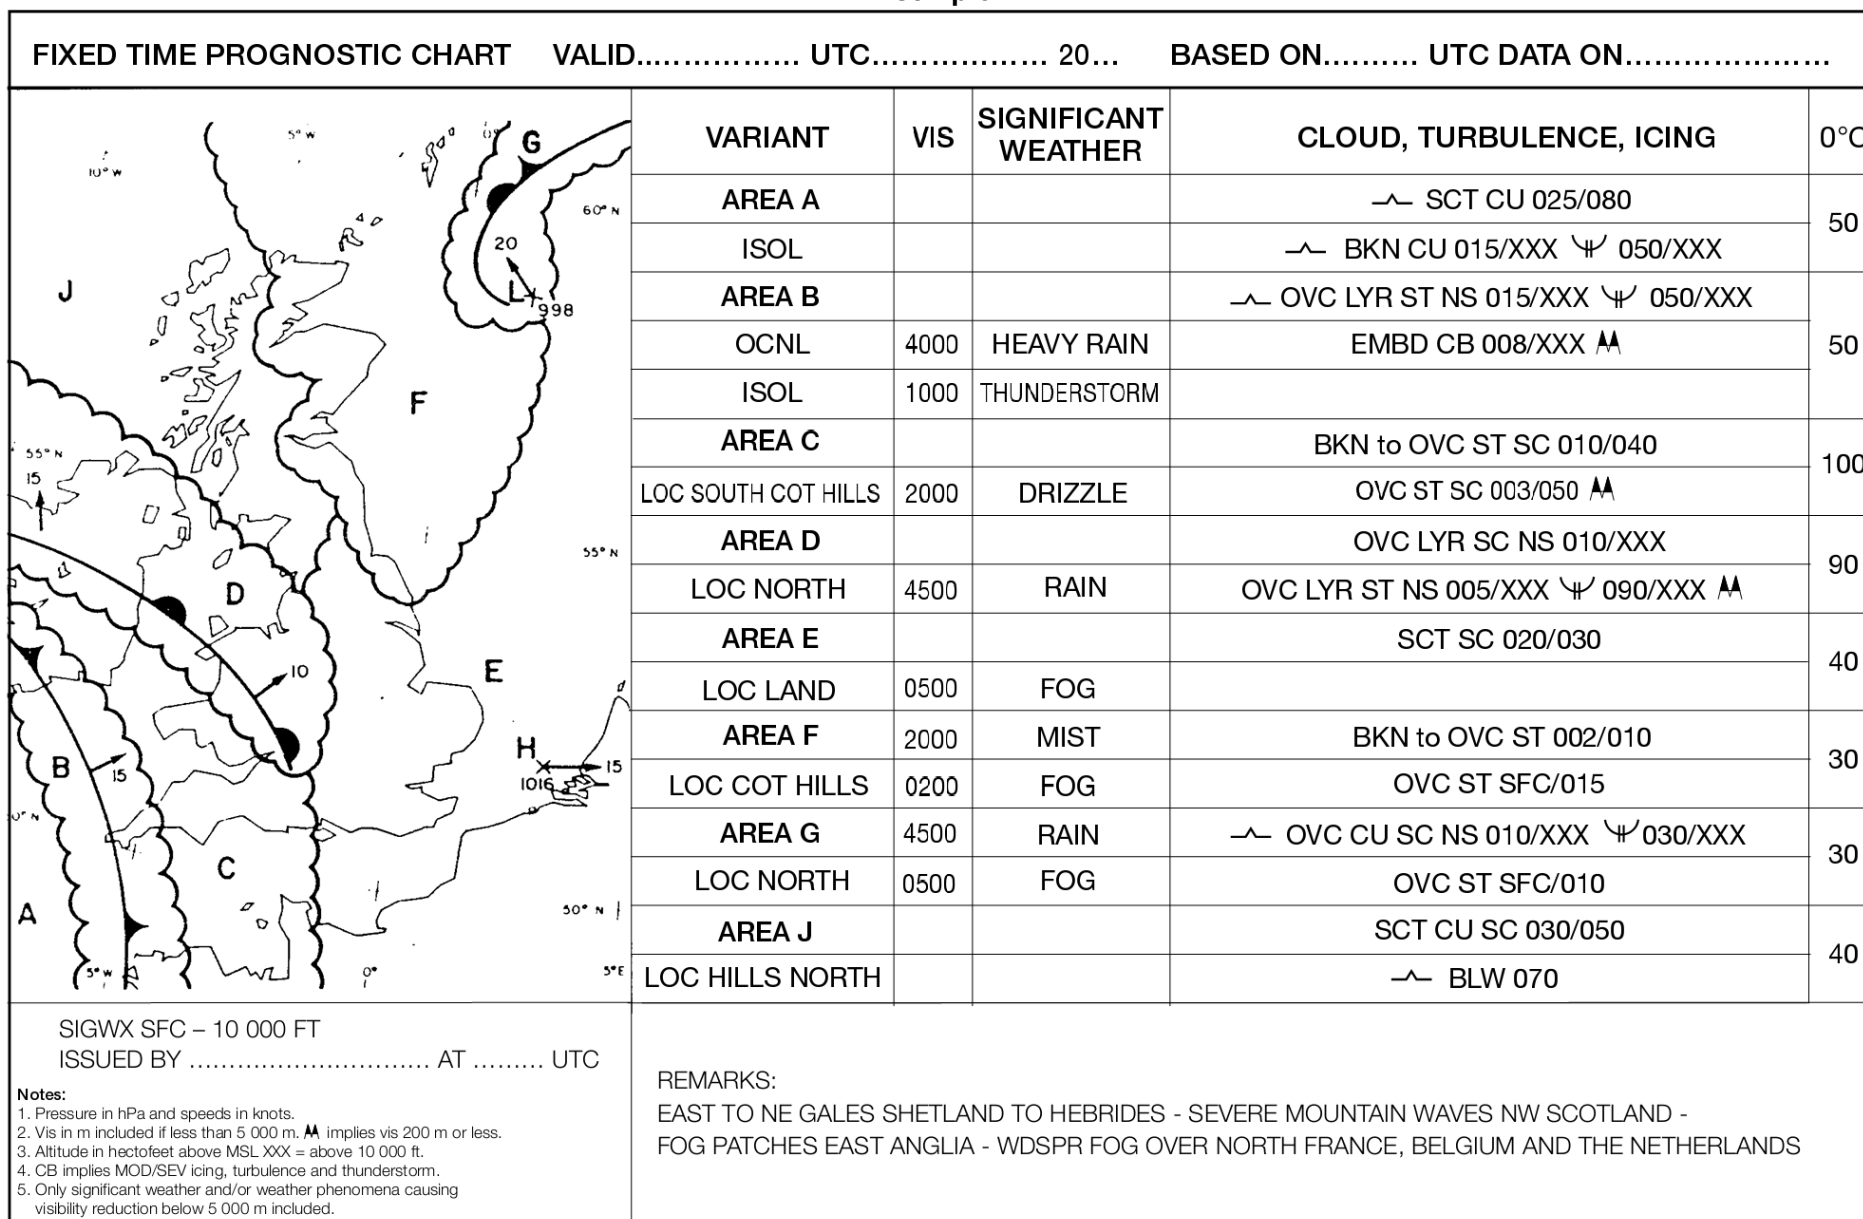 FIXED TIME PROGNOSTIC CHART VALID.................. UTC.................. 20... BASED ON.......... UTC DATA ON.....................
VARIANT VIS SIGNIFICANT WEATHER CLOUD, TURBULENCE, ICING 0°C
AREA A SCT CU 025/080
50
ISOL BKN CU 015/XXX 050/XXX
AREA B OVC LYR ST NS 015/XXX 050/XXX
OCNL 4000 HEAVY RAIN EMBD CB 008/XXX 50
ISOL 1000 THUNDERSTORM
AREA C BKN to OVC ST SC 010/040
100
LOC SOUTH COT HILLS 2000 DRIZZLE OVC ST SC 003/050
AREA D OVC LYR SC NS 010/XXX
90
LOC NORTH 4500 RAIN OVC LYR ST NS 005/XXX 090/XXX
AREA E SCT SC 020/030
40
LOC LAND 0500 FOG
AREA F 2000 MIST BKN to OVC ST 002/010
30
LOC COT HILLS 0200 FOG OVC ST SFC/015
AREA G 4500 RAIN OVC CU SC NS 010/XXX 030/XXX
30
LOC NORTH 0500 FOG OVC ST SFC/010
AREA J SCT CU SC 030/050
40
LOC HILLS NORTH BLW 070
10° W
5° W
0°
G
60° N
20
J
L
998
F
55° N
15
55° N
D
10
E
H
B
15
15
1016
C
A
50° N
5° W
0°
5°E
SIGWX SFC – 10 000 FT
ISSUED BY .............................. AT ......... UTC
Notes:
1. Pressure in hPa and speeds in knots.
2. Vis in m included if less than 5 000 m. implies vis 200 m or less.
3. Altitude in hectofeet above MSL XXX = above 10 000 ft.
4. CB implies MOD/SEV icing, turbulence and thunderstorm.
5. Only significant weather and/or weather phenomena causing
visibility reduction below 5 000 m included.
REMARKS:
EAST TO NE GALES SHETLAND TO HEBRIDES - SEVERE MOUNTAIN WAVES NW SCOTLAND -
FOG PATCHES EAST ANGLIA - WDSPR FOG OVER NORTH FRANCE, BELGIUM AND THE NETHERLANDS